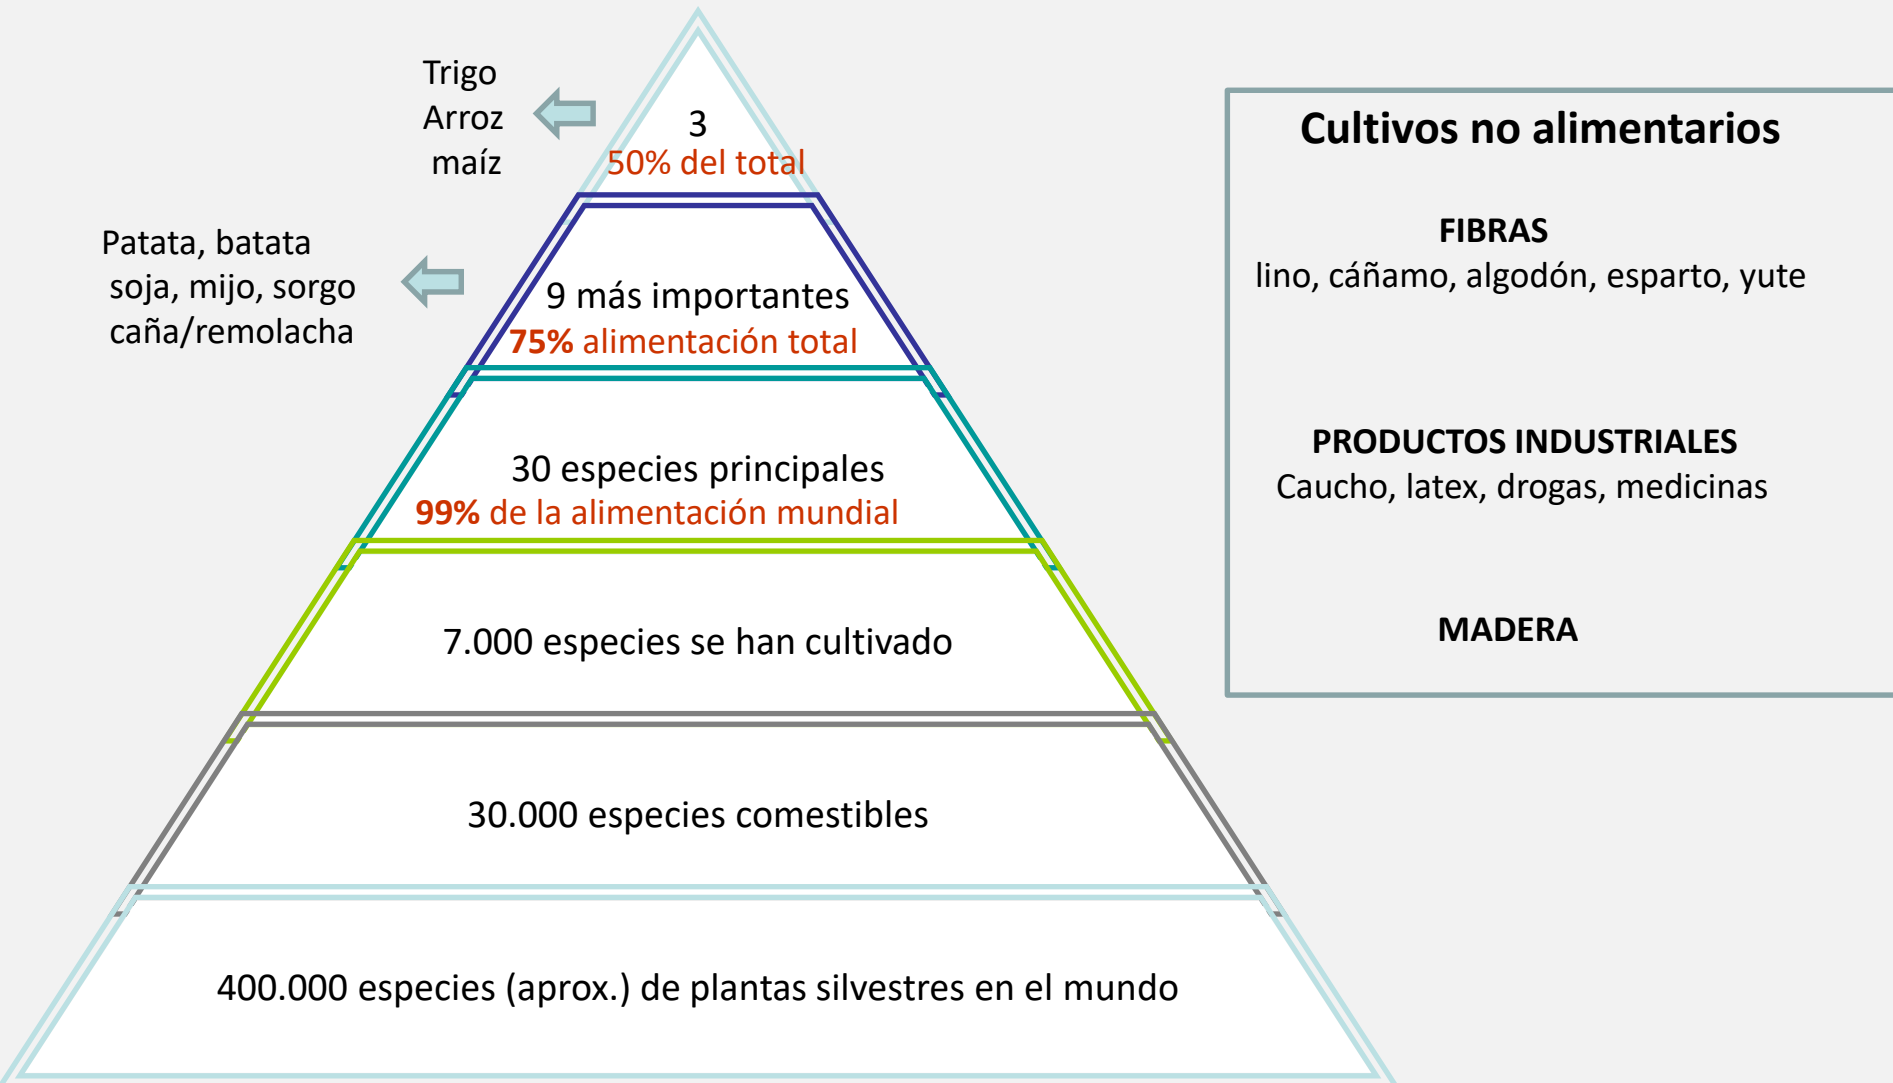 Trigo
Arroz
maíz
3
50% del total
Patata, batata
soja, mijo, sorgo
caña/remolacha
9 más importantes
75% alimentación total
30 especies principales
99% de la alimentación mundial
7.000 especies se han cultivado
30.000 especies comestibles
400.000 especies (aprox.) de plantas silvestres en el mundo
Cultivos no alimentarios
FIBRAS
lino, cáñamo, algodón, esparto, yute
PRODUCTOS INDUSTRIALES
Caucho, latex, drogas, medicinas
MADERA